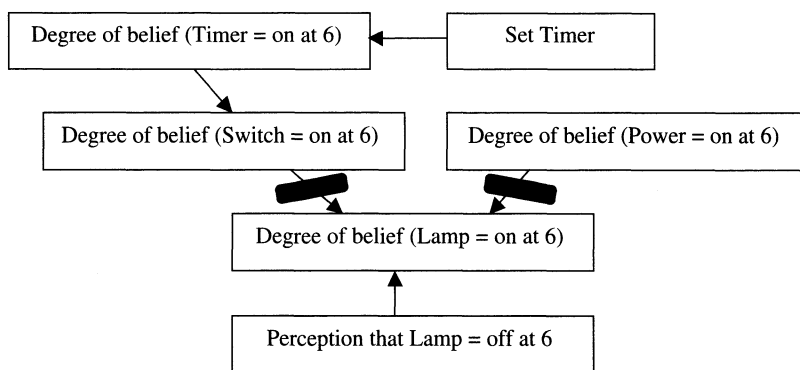 Degree of belief (Timer = on at 6)
Set Timer
Degree of belief (Switch = on at 6)
Degree of belief (Power = on at 6)
Degree of belief (Lamp = on at 6)
Perception that Lamp = off at 6